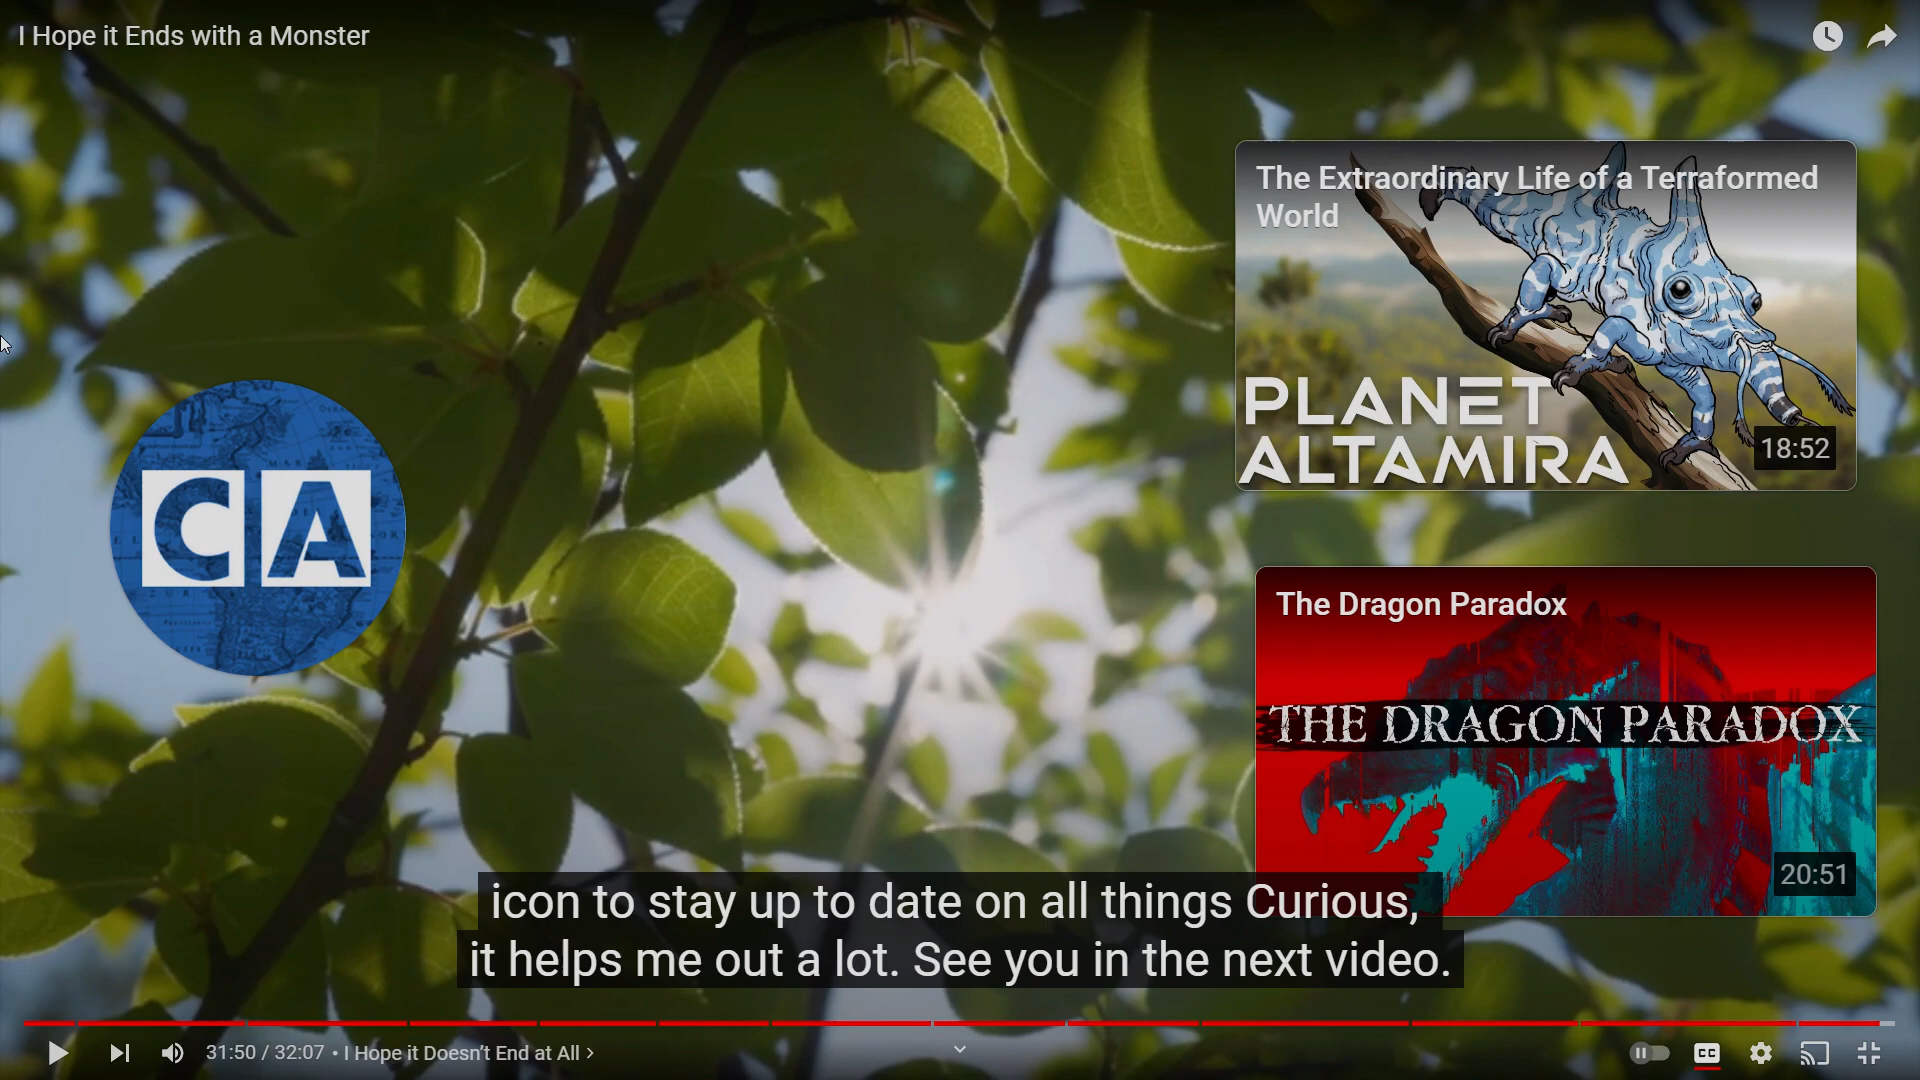 I Hope it Ends with a Monster
The Extraordinary Life of a Terraformed
World
PLANET
ALTAMIRA
18:52
CA
The Dragon Paradox
THE DRAGON PARADOX
20:51
icon to stay up to date on all things Curious,
it helps me out a lot. See you in the next video.
31:50 / 32:07 • I Hope it Doesn't End at All >
CC